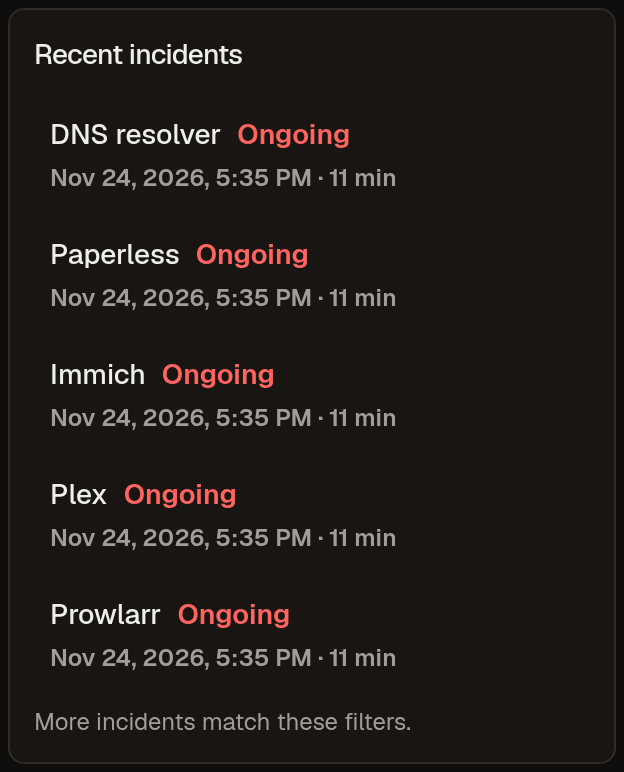 Recent incidents
DNS resolver Ongoing
Nov 24, 2026, 5:35 PM · 11 min
Paperless Ongoing
Nov 24, 2026, 5:35 PM · 11 min
Immich Ongoing
Nov 24, 2026, 5:35 PM · 11 min
Plex Ongoing
Nov 24, 2026, 5:35 PM · 11 min
Prowlarr Ongoing
Nov 24, 2026, 5:35 PM · 11 min
More incidents match these filters.